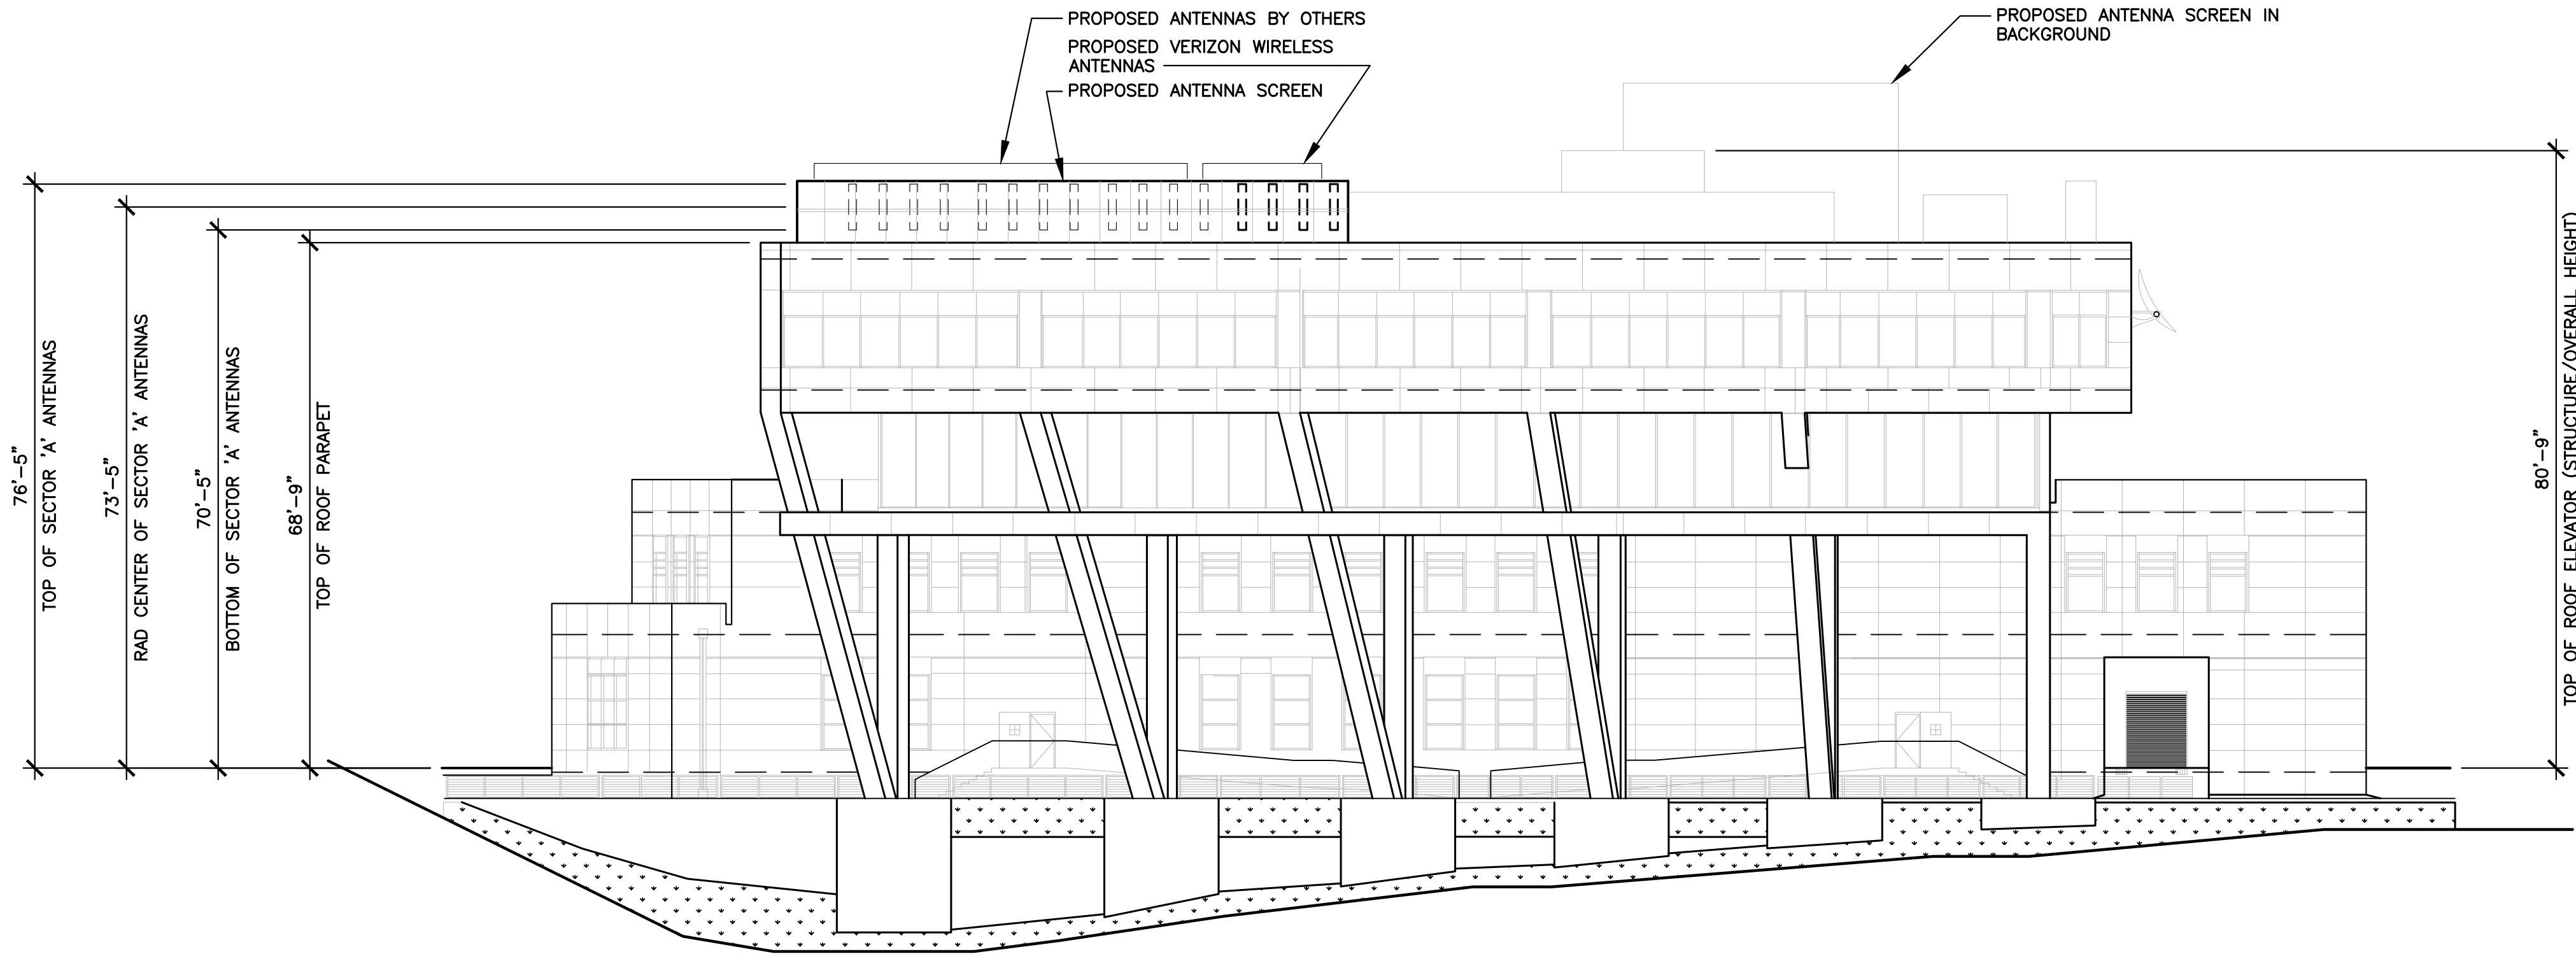 PROPOSED ANTENNAS BY OTHERS
PROPOSED VERIZON WIRELESS
ANTENNAS
PROPOSED ANTENNA SCREEN
PROPOSED ANTENNA SCREEN IN
BACKGROUND
76'-5"
TOP OF SECTOR 'A' ANTENNAS
73'-5"
RAD CENTER OF SECTOR 'A' ANTENNAS
70'-5"
BOTTOM OF SECTOR 'A' ANTENNAS
68'-9"
TOP OF ROOF PARAPET
80'-9"
TOP OF ROOF ELEVATOR (STRUCTURE/OVERALL HEIGHT)